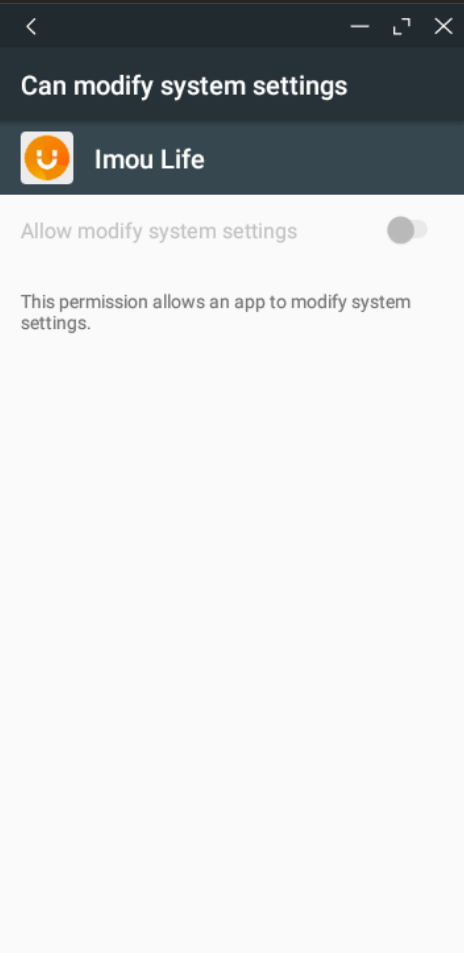 Can modify system settings
Imou Life
Allow modify system settings
This permission allows an app to modify system
settings.